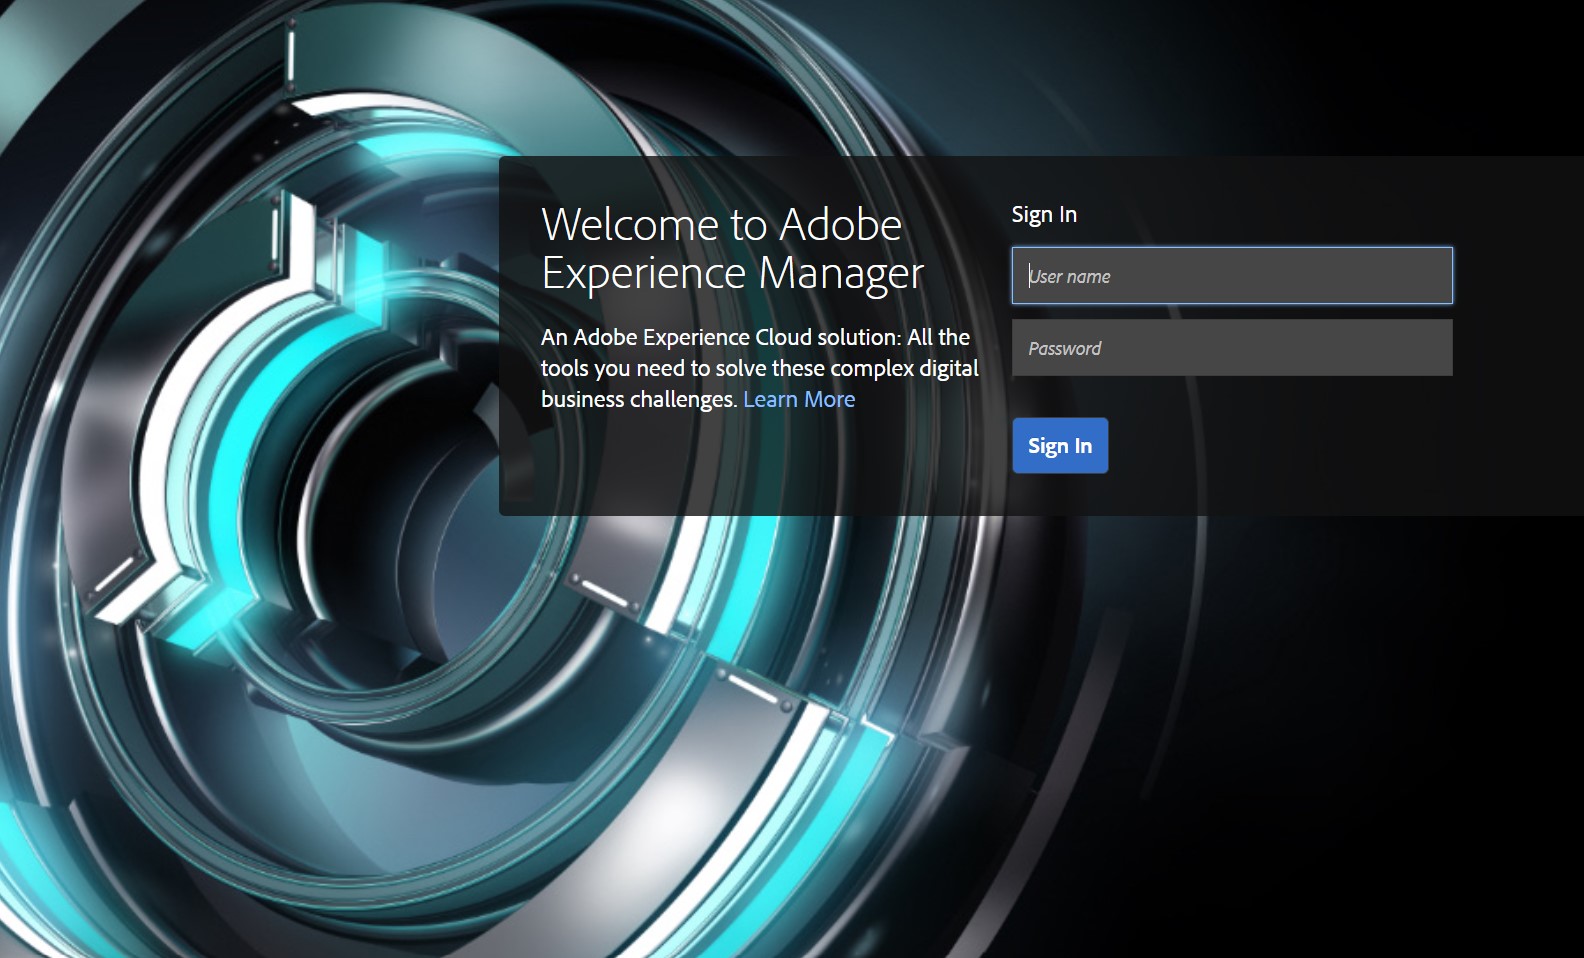 Welcome to Adobe
Experience Manager
An Adobe Experience Cloud solution: All the
tools you need to solve these complex digital
business challenges. Learn More
Sign In
User name
Password
Sign In